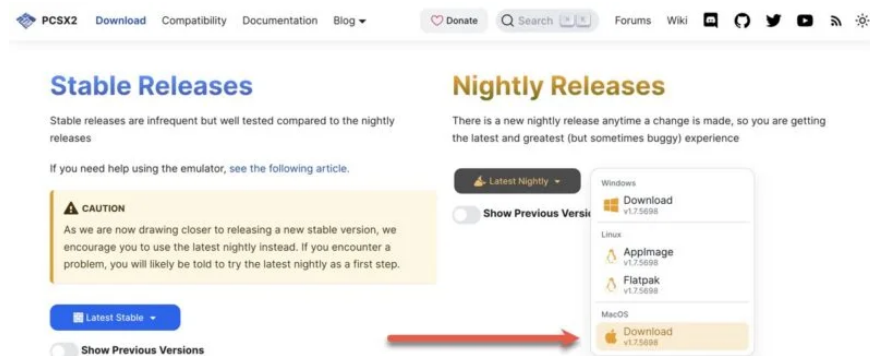 PCSX2 Download Compatibility Documentation Blog Donate Search K Forums Wiki
Stable Releases
Stable releases are infrequent but well tested compared to the nightly
releases
If you need help using the emulator, see the following article.
CAUTION
As we are now drawing closer to releasing a new stable version, we
encourage you to use the latest nightly instead. If you encounter a
problem, you will likely be told to try the latest nightly as a first step.
Latest Stable
Show Previous Versions
Nightly Releases
There is a new nightly release anytime a change is made, so you are getting
the latest and greatest (but sometimes buggy) experience
Latest Nightly
Show Previous Versi
Windows
Download
v1.7.5698
Linux
AppImage
v1.7.5698
Flatpak
v1.7.5698
MacOS
Download
v1.7.5698